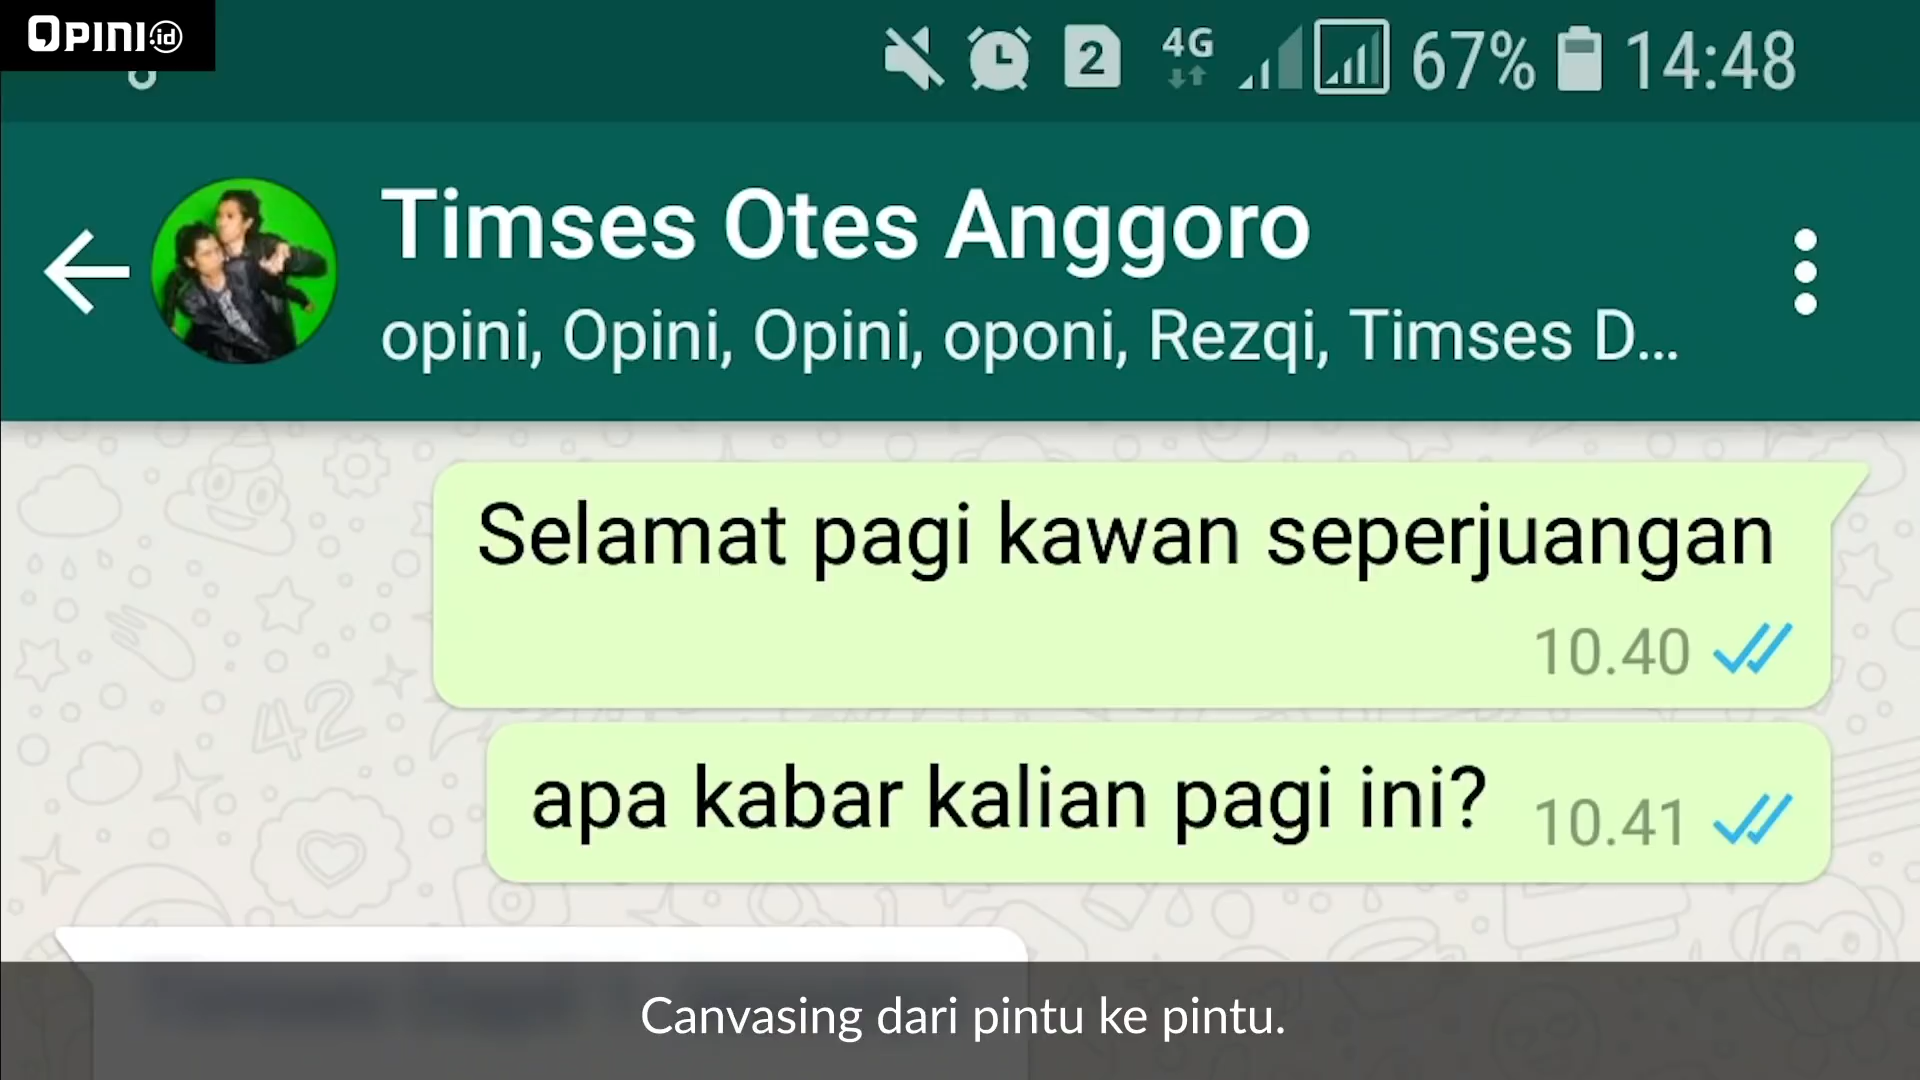 OPINI.id
2 4G 67% 14:48
Timses Otes Anggoro
opini, Opini, Opini, oponi, Rezqi, Timses D...
Selamat pagi kawan seperjuangan
10.40
apa kabar kalian pagi ini? 10.41
42
Canvasing dari pintu ke pintu.